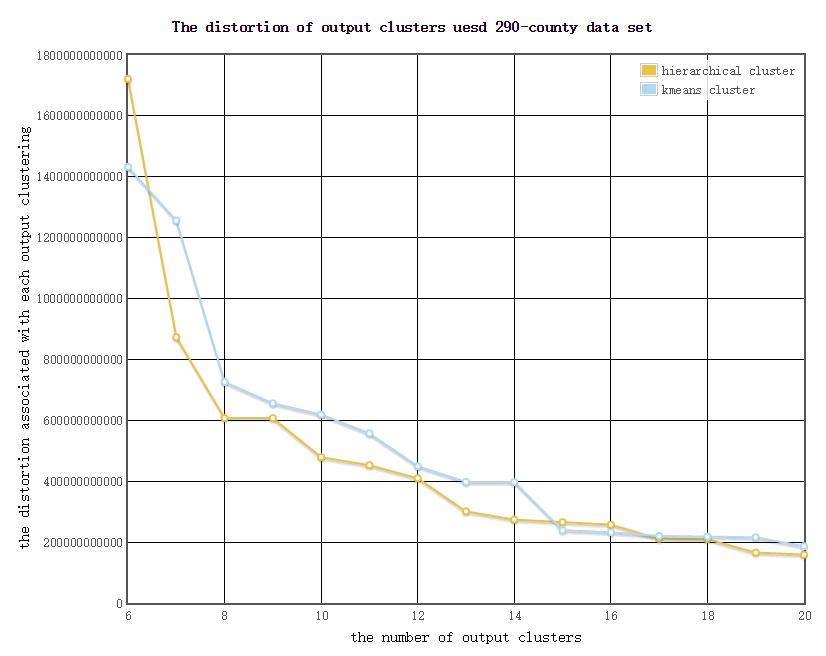 The distortion of output clusters uesd 290-county data set
hierarchical cluster
kmeans cluster
the distortion associated with each output clustering
1800000000000
1600000000000
1400000000000
1200000000000
1000000000000
800000000000
600000000000
400000000000
200000000000
0
6 8 10 12 14 16 18 20
the number of output clusters